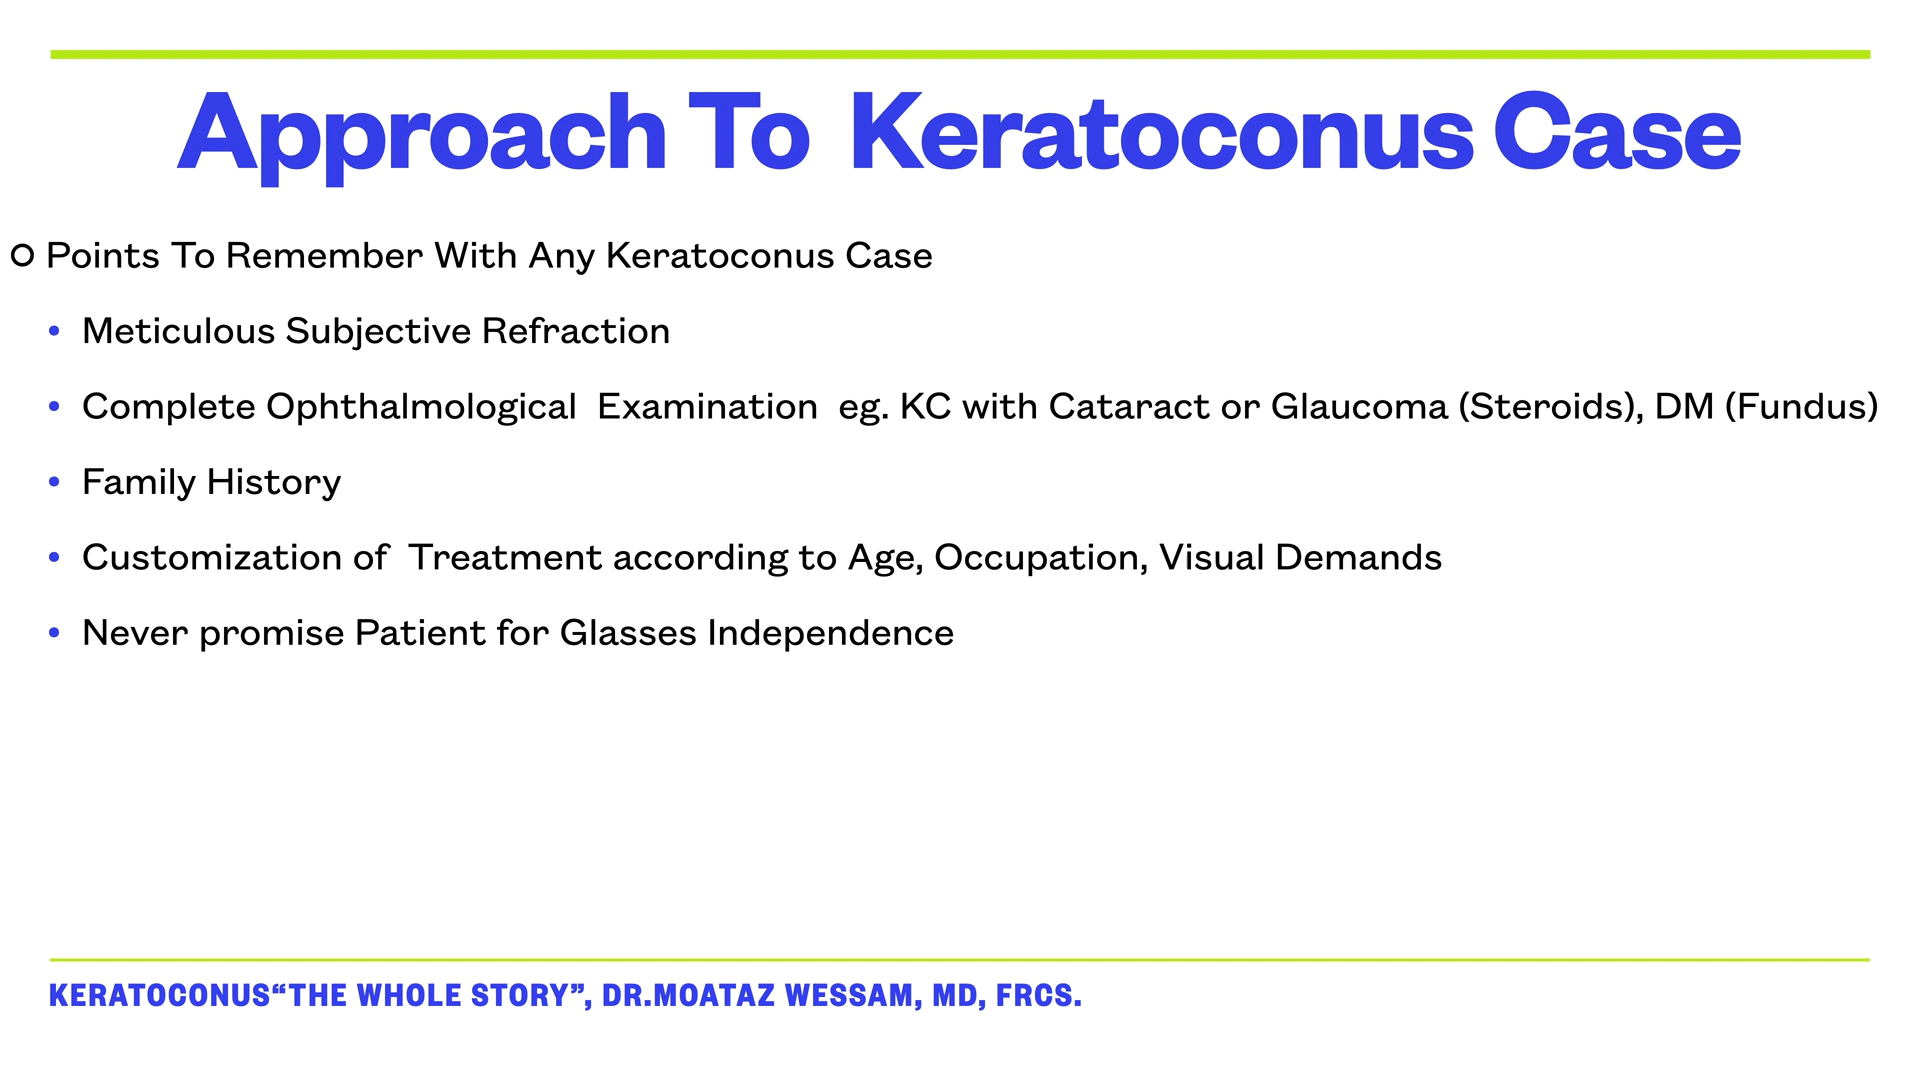 Approach To Keratoconus Case
Points To Remember With Any Keratoconus Case
• Meticulous Subjective Refraction
• Complete Ophthalmological Examination eg. KC with Cataract or Glaucoma (Steroids), DM (Fundus)
• Family History
• Customization of Treatment according to Age, Occupation, Visual Demands
• Never promise Patient for Glasses Independence
KERATOCONUS“THE WHOLE STORY”, DR.MOATAZ WESSAM, MD, FRCS.